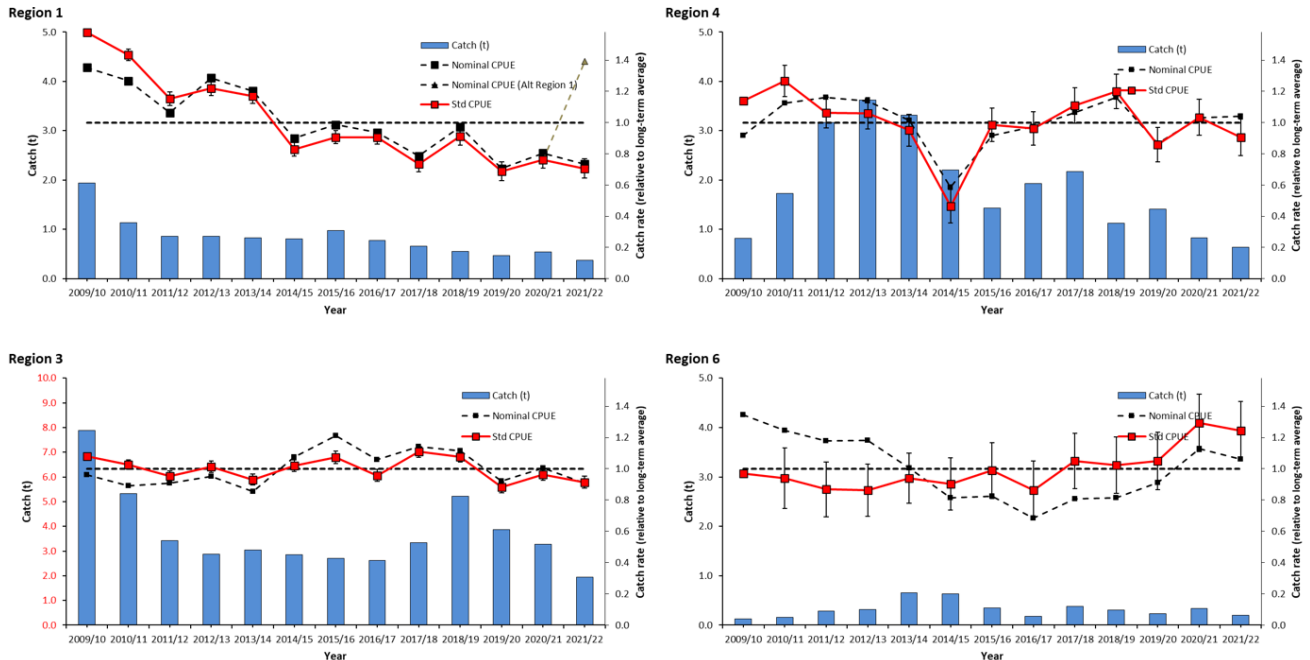 Region 1
5.0
4.0
3.0
2.0
1.0
0.0
Catch (t)
Catch (t)
Nominal CPUE
Nominal CPUE (Alt Region 1)
Std CPUE
1.4
1.2
1.0
0.8
0.6
0.4
0.2
0.0
Catch rate (relative to long-term average)
2009/10 2010/11 2011/12 2012/13 2013/14 2014/15 2015/16 2016/17 2017/18 2018/19 2019/20 2020/21 2021/22
Year
Region 4
5.0
4.0
3.0
2.0
1.0
0.0
Catch (t)
Catch (t)
Nominal CPUE
Std CPUE
1.4
1.2
1.0
0.8
0.6
0.4
0.2
0.0
Catch rate (relative to long-term average)
2009/10 2010/11 2011/12 2012/13 2013/14 2014/15 2015/16 2016/17 2017/18 2018/19 2019/20 2020/21 2021/22
Year
Region 3
10.0
9.0
8.0
7.0
6.0
5.0
4.0
3.0
2.0
1.0
0.0
Catch (t)
Catch (t)
Nominal CPUE
Std CPUE
1.4
1.2
1.0
0.8
0.6
0.4
0.2
0.0
Catch rate (relative to long-term average)
2009/10 2010/11 2011/12 2012/13 2013/14 2014/15 2015/16 2016/17 2017/18 2018/19 2019/20 2020/21 2021/22
Year
Region 6
5.0
4.0
3.0
2.0
1.0
0.0
Catch (t)
Catch (t)
Nominal CPUE
Std CPUE
1.4
1.2
1.0
0.8
0.6
0.4
0.2
0.0
Catch rate (relative to long-term average)
2009/10 2010/11 2011/12 2012/13 2013/14 2014/15 2015/16 2016/17 2017/18 2018/19 2019/20 2020/21 2021/22
Year